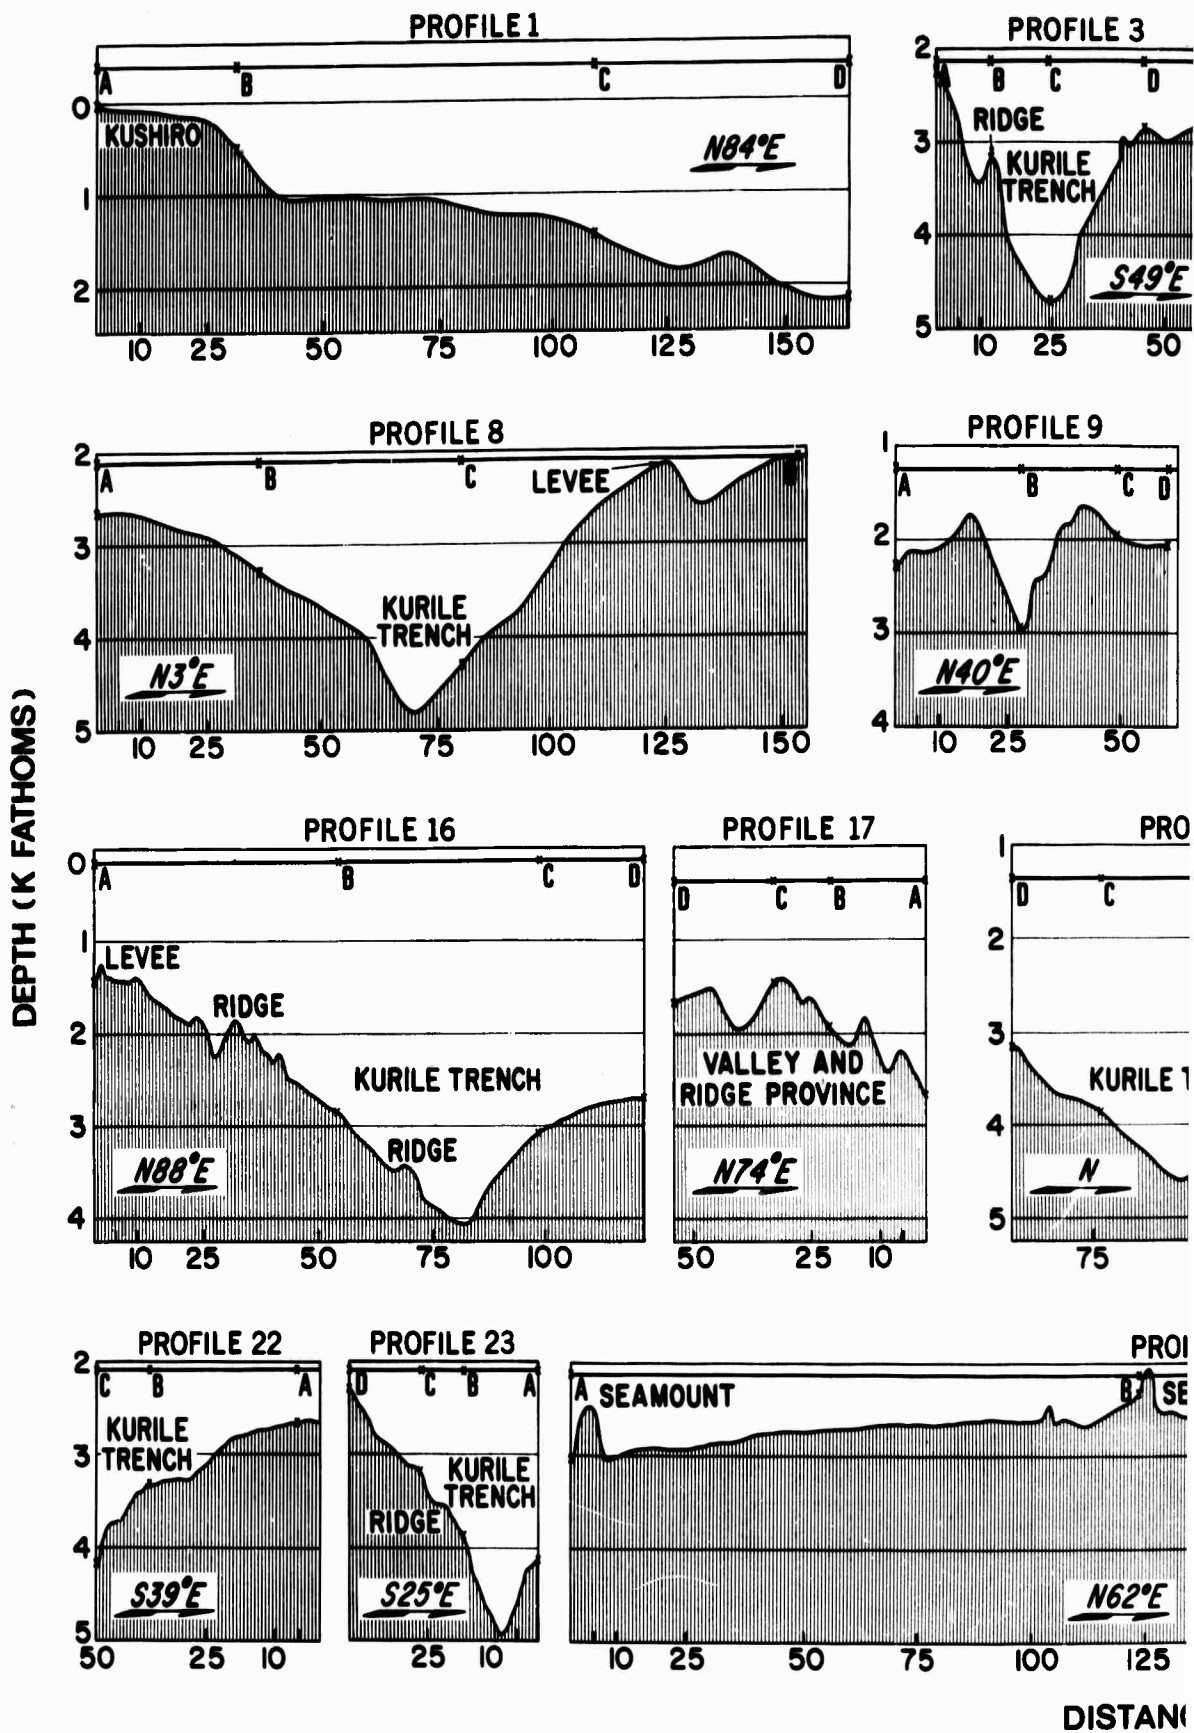 PROFILE 1
A B C D
0
KUSHIRO
N84°E
1
2
10 25 50 75 100 125 150
PROFILE 3
2
A B C D
RIDGE
3
KURILE
TRENCH
4
S49°E
5
10 25 50
PROFILE 8
2
A B C
LEVEE
3
KURILE
TRENCH
4
N3°E
5
10 25 50 75 100 125 150
PROFILE 9
1
A B C D
2
3
N40°E
4
10 25 50
DEPTH (K FATHOMS)
PROFILE 16
0
A B C D
1
LEVEE
RIDGE
2
KURILE TRENCH
3
RIDGE
N88°E
4
10 25 50 75 100
PROFILE 17
D C B A
VALLEY AND
RIDGE PROVINCE
N74°E
50 25 10
PRO
1
D C
2
3
KURILE T
4
N
5
75
PROFILE 22
2
C B A
KURILE
TRENCH
3
4
S39°E
5
50 25 10
PROFILE 23
D C B A
KURILE
TRENCH
RIDGE
S25°E
25 10
PROI
A SEAMOUNT B SE
N62°E
10 25 50 75 100 125
DISTAN